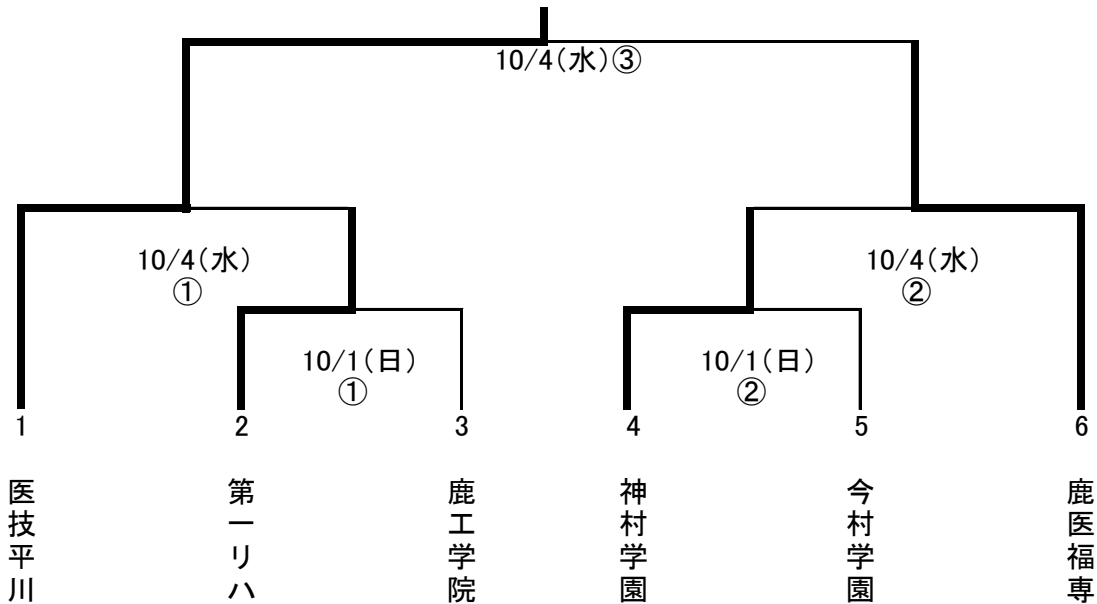 10/4(水)③
10/4(水)
①
10/4(水)
②
10/1(日)
①
10/1(日)
②
1
2
3
4
5
6
医技平川
第一リハ
鹿工学院
神村学園
今村学園
鹿医福専